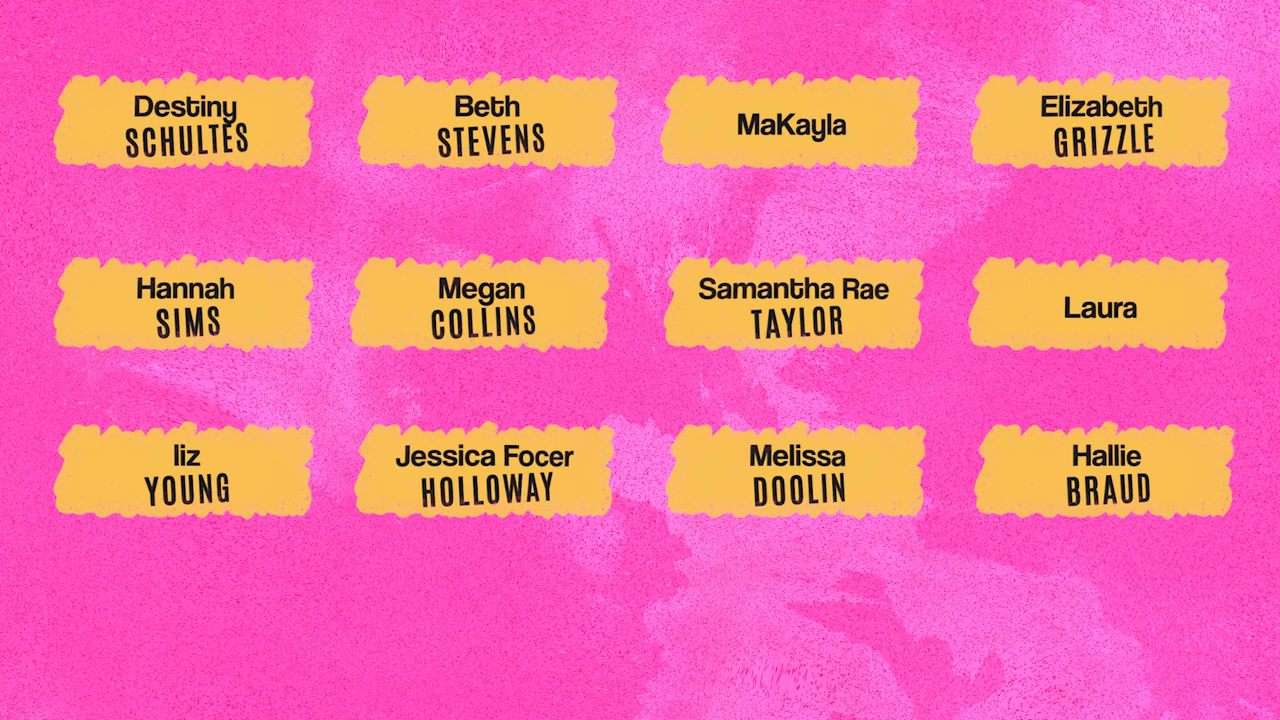 Destiny
SCHULTES
Beth
STEVENS
MaKayla
Elizabeth
GRIZZLE
Hannah
SIMS
Megan
COLLINS
Samantha Rae
TAYLOR
Laura
liz
YOUNG
Jessica Focer
HOLLOWAY
Melissa
DOOLIN
Hallie
BRAUD